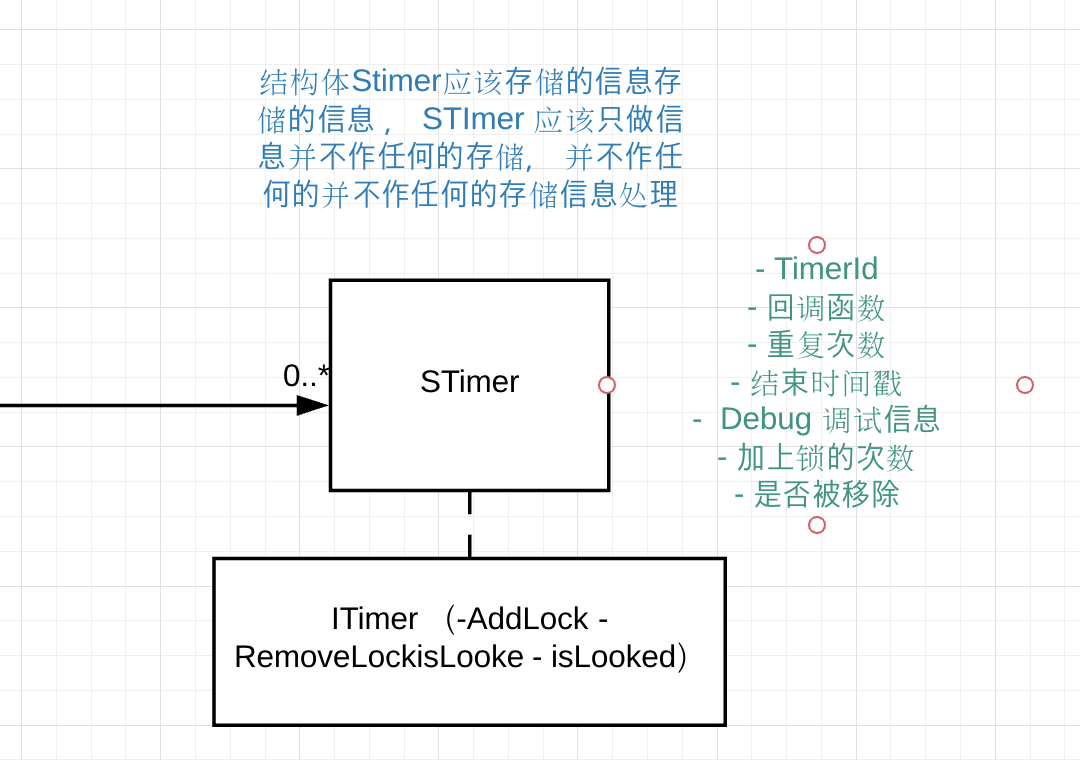 结构体Stimer应该存储的信息存
储的信息 ， STImer 应该只做信
息并不作任何的存储， 并不作任
何的并不作任何的存储信息处理
- TimerId
- 回调函数
- 重复次数
- 结束时间戳
- Debug 调试信息
- 加上锁的次数
- 是否被移除
0..*
STimer
ITimer （-AddLock -
RemoveLockisLooke - isLooked）